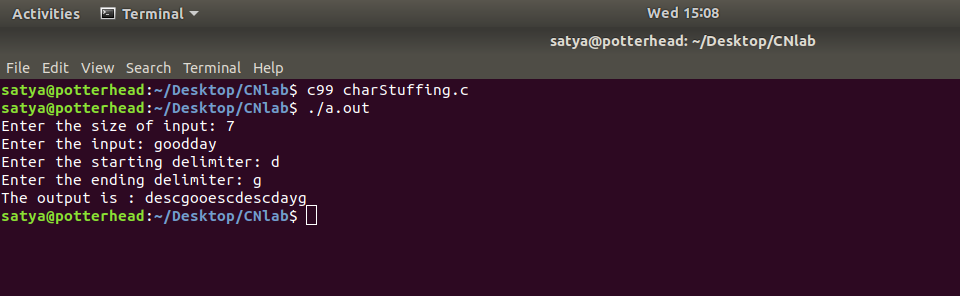 Activities Terminal Wed 15:08
satya@potterhead: ~/Desktop/CNlab
File Edit View Search Terminal Help
satya@potterhead:~/Desktop/CNlab$ c99 charStuffing.c
satya@potterhead:~/Desktop/CNlab$ ./a.out
Enter the size of input: 7
Enter the input: goodday
Enter the starting delimiter: d
Enter the ending delimiter: g
The output is : descgooescdescdayg
satya@potterhead:~/Desktop/CNlab$